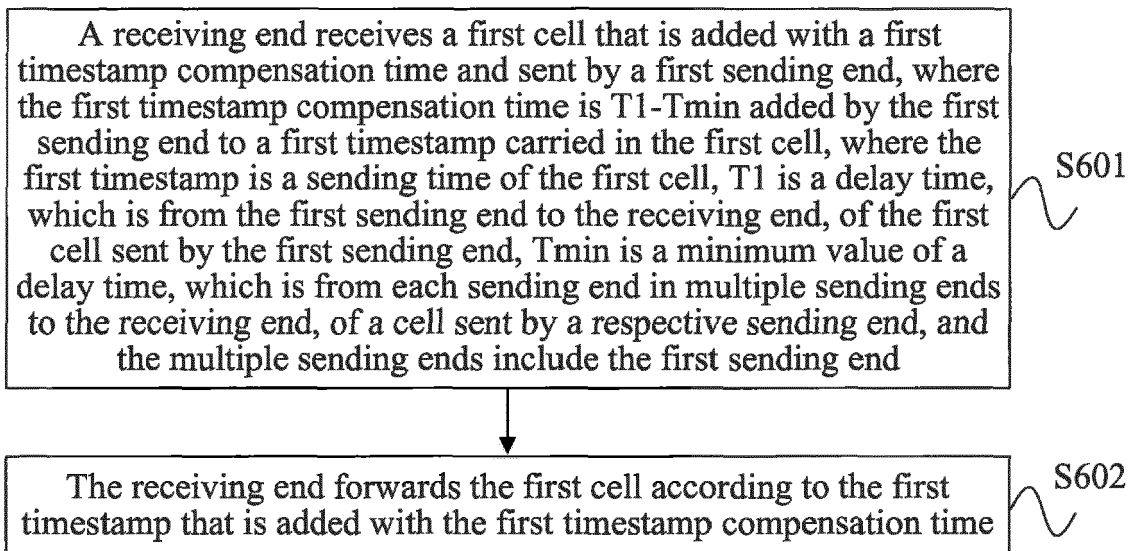 A receiving end receives a first cell that is added with a first
timestamp compensation time and sent by a first sending end, where
the first timestamp compensation time is T1-Tmin added by the first
sending end to a first timestamp carried in the first cell, where the
first timestamp is a sending time of the first cell, T1 is a delay time,
which is from the first sending end to the receiving end, of the first
cell sent by the first sending end, Tmin is a minimum value of a
delay time, which is from each sending end in multiple sending ends
to the receiving end, of a cell sent by a respective sending end, and
the multiple sending ends include the first sending end
S601
The receiving end forwards the first cell according to the first
timestamp that is added with the first timestamp compensation time
S602